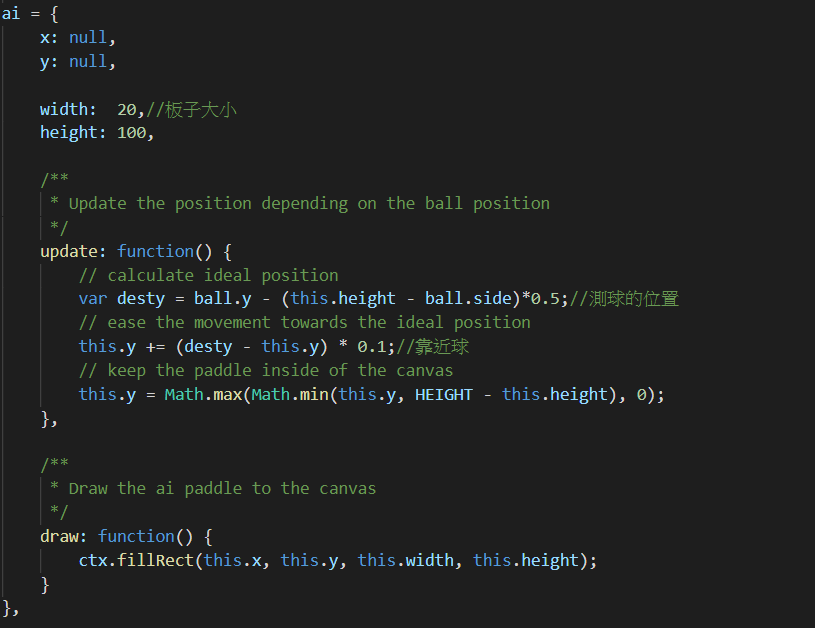 ai = {
    x: null,
    y: null,

    width:  20,//板子大小
    height: 100,

    /**
     * Update the position depending on the ball position
     */
    update: function() {
        // calculate ideal position
        var desty = ball.y - (this.height - ball.side)*0.5;//測球的位置
        // ease the movement towards the ideal position
        this.y += (desty - this.y) * 0.1;//靠近球
        // keep the paddle inside of the canvas
        this.y = Math.max(Math.min(this.y, HEIGHT - this.height), 0);
    },

    /**
     * Draw the ai paddle to the canvas
     */
    draw: function() {
        ctx.fillRect(this.x, this.y, this.width, this.height);
    }
},